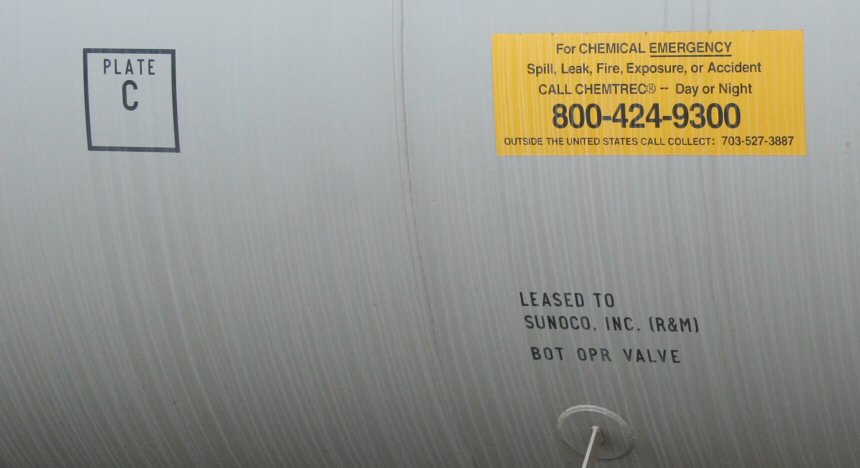 PLATE
C
For CHEMICAL EMERGENCY
Spill, Leak, Fire, Exposure, or Accident
CALL CHEMTREC® -- Day or Night
800-424-9300
OUTSIDE THE UNITED STATES CALL COLLECT: 703-527-3887
LEASED TO
SUNOCO, INC. (R&M)
BOT OPR VALVE